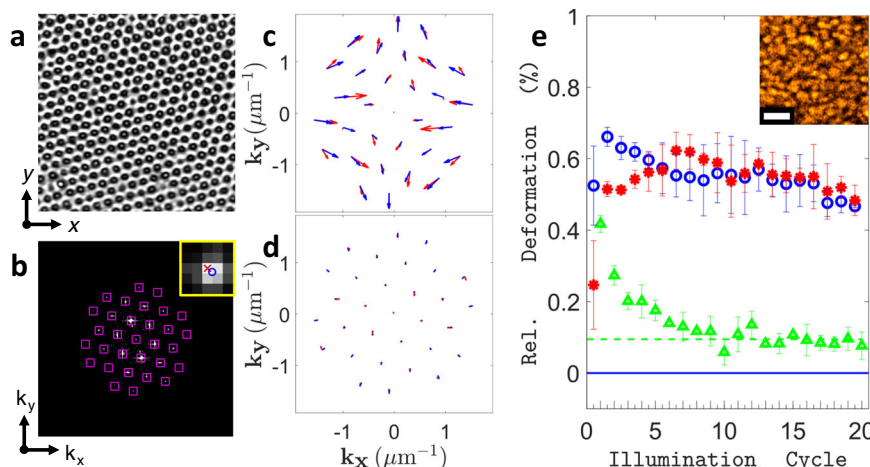 a
y
x
b
k_y
k_x
c
k_y (μm⁻¹)
1
0
-1
d
k_y (μm⁻¹)
1
0
-1
-1
0
1
k_x (μm⁻¹)
e
Rel. Deformation (%)
1
0.8
0.6
0.4
0.2
0
0
5
10
15
20
Illumination Cycle